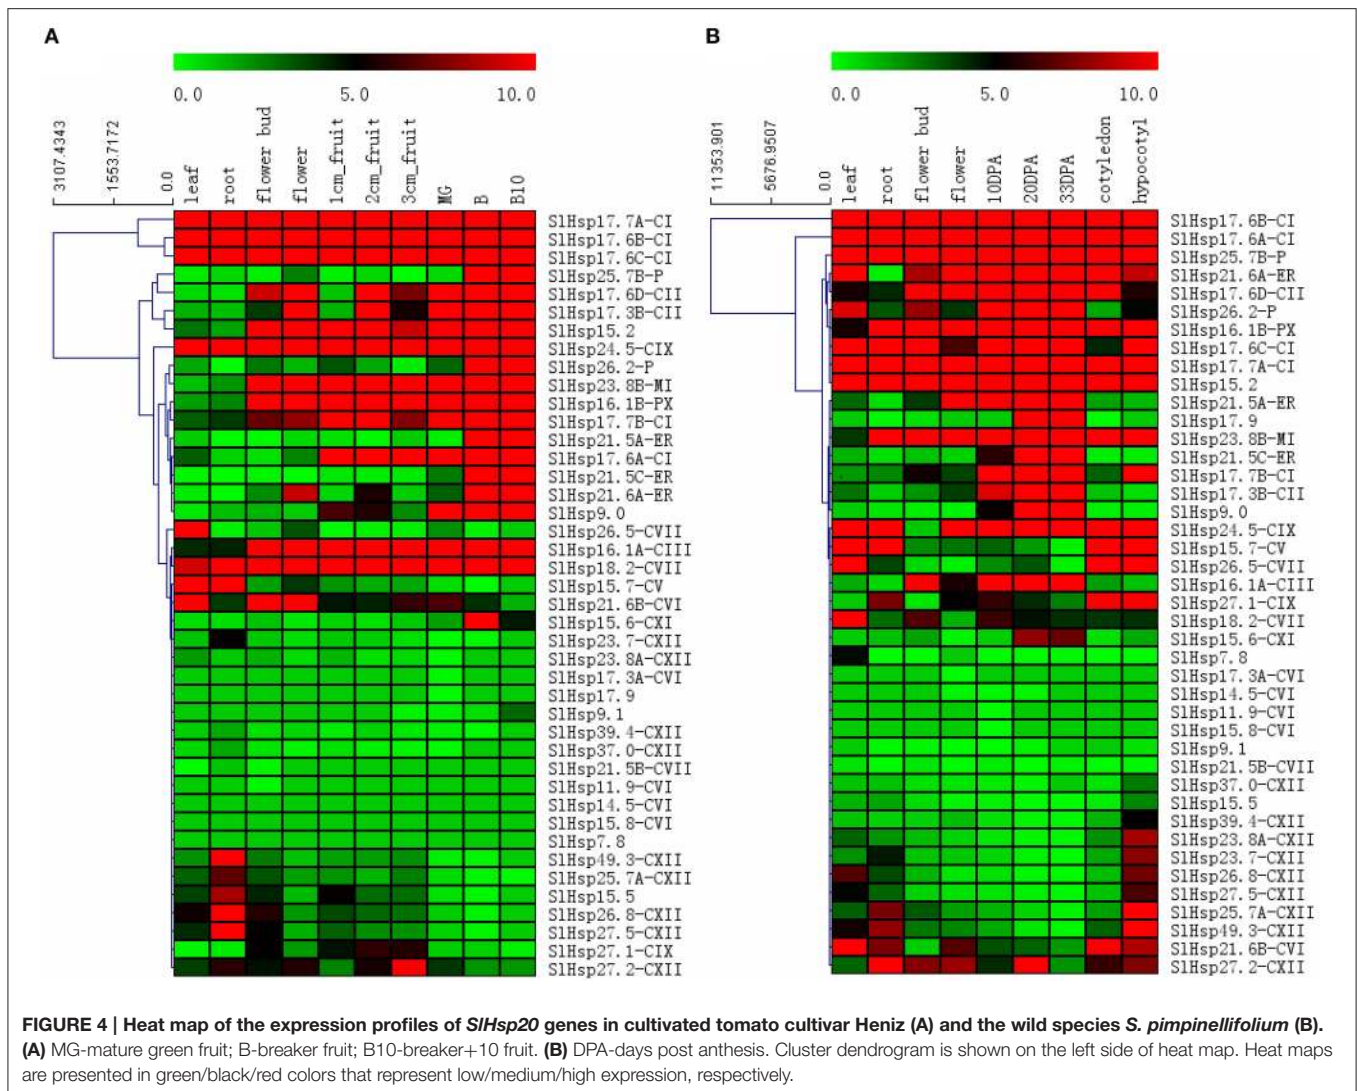 A
0.0 5.0 10.0
3107.4343
1553.7172
0.0
leaf
root
flower bud
flower
1cm_fruit
2cm_fruit
3cm_fruit
MG
B
B10
SlHsp17.7A-CI
SlHsp17.6B-CI
SlHsp17.6C-CI
SlHsp25.7B-P
SlHsp17.6D-CII
SlHsp17.3B-CII
SlHsp15.2
SlHsp24.5-CIX
SlHsp26.2-P
SlHsp23.8B-MI
SlHsp16.1B-PX
SlHsp17.7B-CI
SlHsp21.5A-ER
SlHsp17.6A-CI
SlHsp21.5C-ER
SlHsp21.6A-ER
SlHsp9.0
SlHsp26.5-CVII
SlHsp16.1A-CIII
SlHsp18.2-CVII
SlHsp15.7-CV
SlHsp21.6B-CVI
SlHsp15.6-CXI
SlHsp23.7-CXII
SlHsp23.8A-CXII
SlHsp17.3A-CVI
SlHsp17.9
SlHsp9.1
SlHsp39.4-CXII
SlHsp37.0-CXII
SlHsp21.5B-CVII
SlHsp11.9-CVI
SlHsp14.5-CVI
SlHsp15.8-CVI
SlHsp7.8
SlHsp49.3-CXII
SlHsp25.7A-CXII
SlHsp15.5
SlHsp26.8-CXII
SlHsp27.5-CXII
SlHsp27.1-CIX
SlHsp27.2-CXII
B
0.0 5.0 10.0
11353.901
5676.9507
0.0
leaf
root
flower bud
flower
10DPA
20DPA
33DPA
cotyledon
hypocotyl
SlHsp17.6B-CI
SlHsp17.6A-CI
SlHsp25.7B-P
SlHsp21.6A-ER
SlHsp17.6D-CII
SlHsp26.2-P
SlHsp16.1B-PX
SlHsp17.6C-CI
SlHsp17.7A-CI
SlHsp15.2
SlHsp21.5A-ER
SlHsp17.9
SlHsp23.8B-MI
SlHsp21.5C-ER
SlHsp17.7B-CI
SlHsp17.3B-CII
SlHsp9.0
SlHsp24.5-CIX
SlHsp15.7-CV
SlHsp26.5-CVII
SlHsp16.1A-CIII
SlHsp27.1-CIX
SlHsp18.2-CVII
SlHsp15.6-CXI
SlHsp7.8
SlHsp17.3A-CVI
SlHsp14.5-CVI
SlHsp11.9-CVI
SlHsp15.8-CVI
SlHsp9.1
SlHsp21.5B-CVII
SlHsp37.0-CXII
SlHsp15.5
SlHsp39.4-CXII
SlHsp23.8A-CXII
SlHsp23.7-CXII
SlHsp26.8-CXII
SlHsp27.5-CXII
SlHsp25.7A-CXII
SlHsp49.3-CXII
SlHsp21.6B-CVI
SlHsp27.2-CXII
FIGURE 4 | Heat map of the expression profiles of SlHsp20 genes in cultivated tomato cultivar Heniz (A) and the wild species S. pimpinellifolium (B).
(A) MG-mature green fruit; B-breaker fruit; B10-breaker+10 fruit. (B) DPA-days post anthesis. Cluster dendrogram is shown on the left side of heat map. Heat maps
are presented in green/black/red colors that represent low/medium/high expression, respectively.